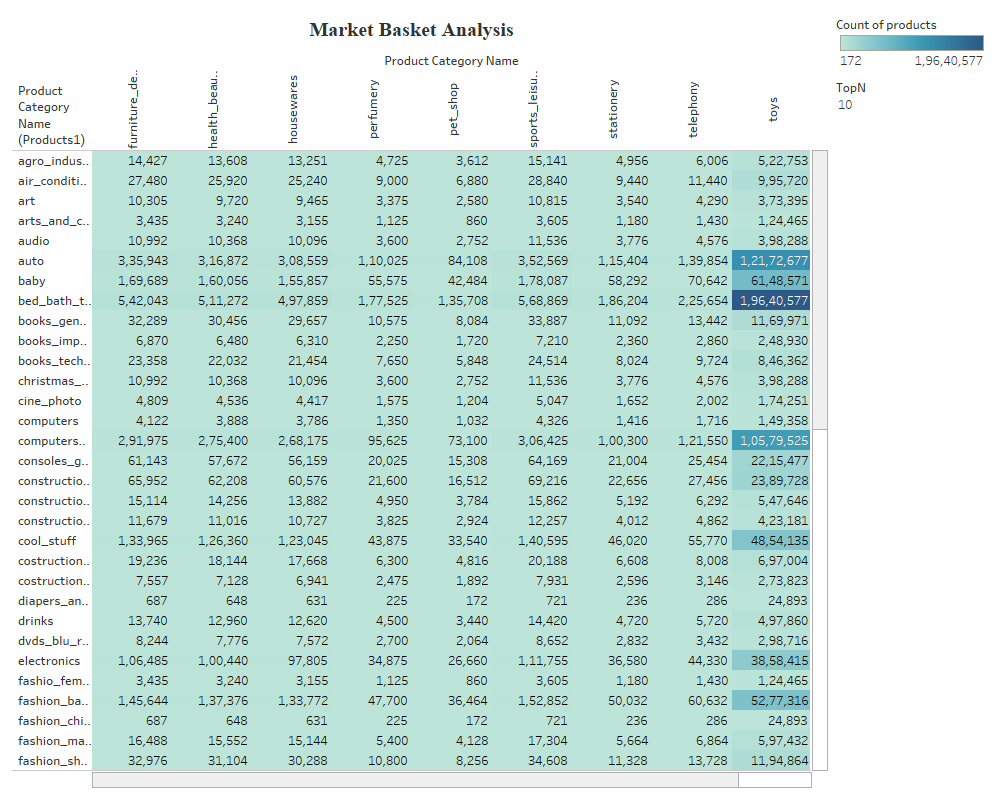 Market Basket Analysis
Product Category Name
Product
Category
Name
(Products1)
furniture_de..
health_beau..
housewares
perfumery
pet_shop
sports_leisu..
stationery
telephony
toys
agro_indus.. 14,427 13,608 13,251 4,725 3,612 15,141 4,956 6,006 5,22,753
air_conditi.. 27,480 25,920 25,240 9,000 6,880 28,840 9,440 11,440 9,95,720
art 10,305 9,720 9,465 3,375 2,580 10,815 3,540 4,290 3,73,395
arts_and_c.. 3,435 3,240 3,155 1,125 860 3,605 1,180 1,430 1,24,465
audio 10,992 10,368 10,096 3,600 2,752 11,536 3,776 4,576 3,98,288
auto 3,35,943 3,16,872 3,08,559 1,10,025 84,108 3,52,569 1,15,404 1,39,854 1,21,72,677
baby 1,69,689 1,60,056 1,55,857 55,575 42,484 1,78,087 58,292 70,642 61,48,571
bed_bath_t.. 5,42,043 5,11,272 4,97,859 1,77,525 1,35,708 5,68,869 1,86,204 2,25,654 1,96,40,577
books_gen.. 32,289 30,456 29,657 10,575 8,084 33,887 11,092 13,442 11,69,971
books_imp.. 6,870 6,480 6,310 2,250 1,720 7,210 2,360 2,860 2,48,930
books_tech.. 23,358 22,032 21,454 7,650 5,848 24,514 8,024 9,724 8,46,362
christmas_.. 10,992 10,368 10,096 3,600 2,752 11,536 3,776 4,576 3,98,288
cine_photo 4,809 4,536 4,417 1,575 1,204 5,047 1,652 2,002 1,74,251
computers 4,122 3,888 3,786 1,350 1,032 4,326 1,416 1,716 1,49,358
computers.. 2,91,975 2,75,400 2,68,175 95,625 73,100 3,06,425 1,00,300 1,21,550 1,05,79,525
consoles_g.. 61,143 57,672 56,159 20,025 15,308 64,169 21,004 25,454 22,15,477
constructio.. 65,952 62,208 60,576 21,600 16,512 69,216 22,656 27,456 23,89,728
constructio.. 15,114 14,256 13,882 4,950 3,784 15,862 5,192 6,292 5,47,646
constructio.. 11,679 11,016 10,727 3,825 2,924 12,257 4,012 4,862 4,23,181
cool_stuff 1,33,965 1,26,360 1,23,045 43,875 33,540 1,40,595 46,020 55,770 48,54,135
costruction.. 19,236 18,144 17,668 6,300 4,816 20,188 6,608 8,008 6,97,004
costruction.. 7,557 7,128 6,941 2,475 1,892 7,931 2,596 3,146 2,73,823
diapers_an.. 687 648 631 225 172 721 236 286 24,893
drinks 13,740 12,960 12,620 4,500 3,440 14,420 4,720 5,720 4,97,860
dvds_blu_r.. 8,244 7,776 7,572 2,700 2,064 8,652 2,832 3,432 2,98,716
electronics 1,06,485 1,00,440 97,805 34,875 26,660 1,11,755 36,580 44,330 38,58,415
fashio_fem.. 3,435 3,240 3,155 1,125 860 3,605 1,180 1,430 1,24,465
fashion_ba.. 1,45,644 1,37,376 1,33,772 47,700 36,464 1,52,852 50,032 60,632 52,77,316
fashion_chi.. 687 648 631 225 172 721 236 286 24,893
fashion_ma.. 16,488 15,552 15,144 5,400 4,128 17,304 5,664 6,864 5,97,432
fashion_sh.. 32,976 31,104 30,288 10,800 8,256 34,608 11,328 13,728 11,94,864
Count of products
172 1,96,40,577
TopN
10